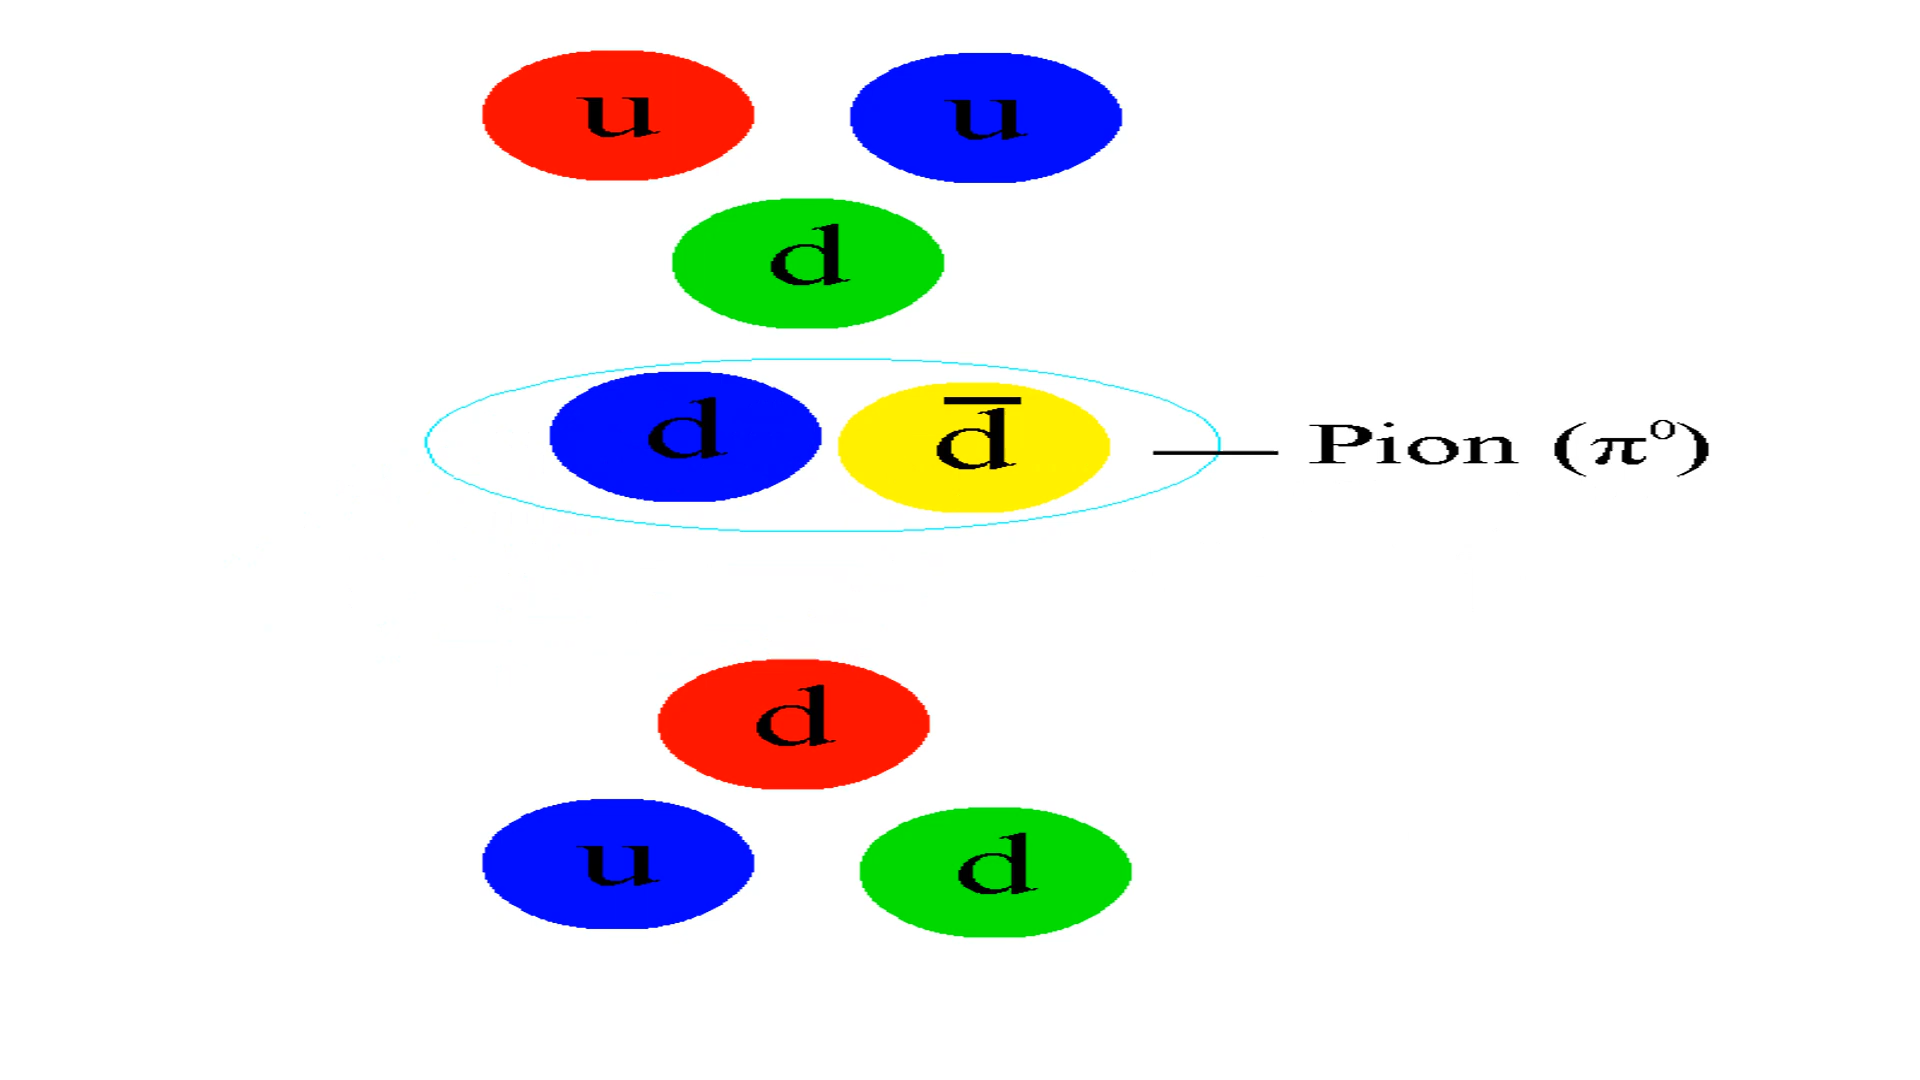 u u
d
d d̅ Pion (π⁰)
d
u d